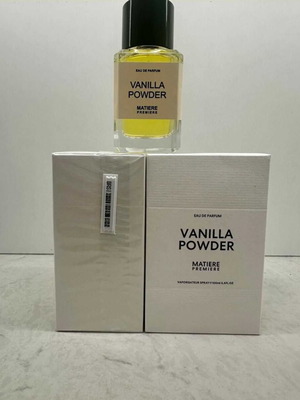 EAU DE PARFUM
VANILLA
POWDER
MATIERE
PREMIERE
EAU DE PARFUM
VANILLA
POWDER
MATIERE
PREMIERE